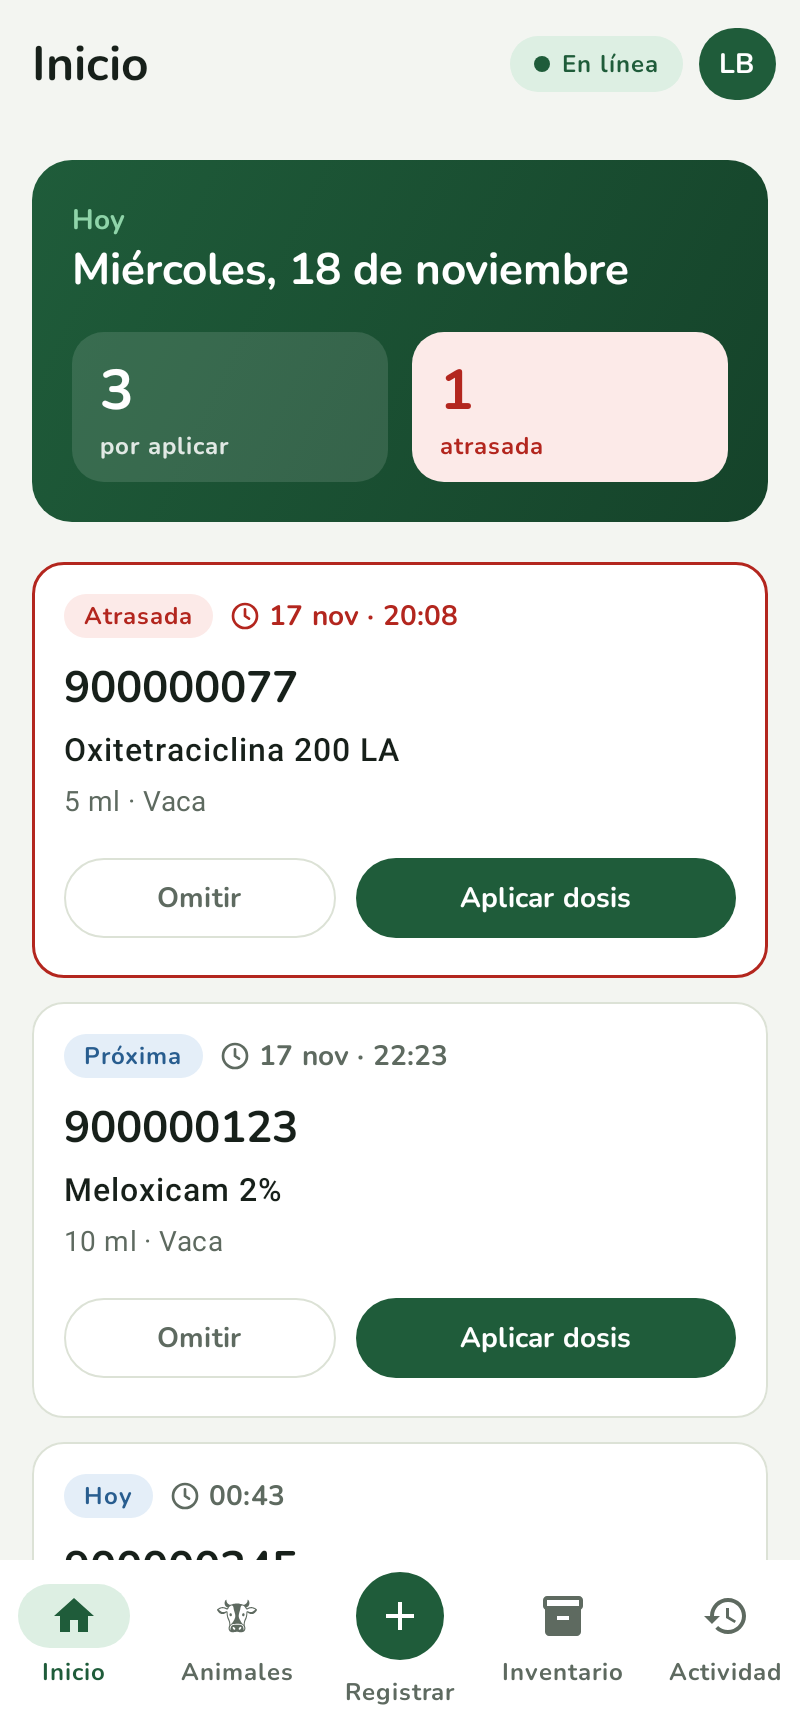 Inicio
En línea
LB
Hoy
Miércoles, 18 de noviembre
3
por aplicar
1
atrasada
Atrasada
17 nov · 20:08
900000077
Oxitetraciclina 200 LA
5 ml · Vaca
Omitir
Aplicar dosis
Próxima
17 nov · 22:23
900000123
Meloxicam 2%
10 ml · Vaca
Omitir
Aplicar dosis
Hoy
00:43
Inicio
Animales
Registrar
Inventario
Actividad